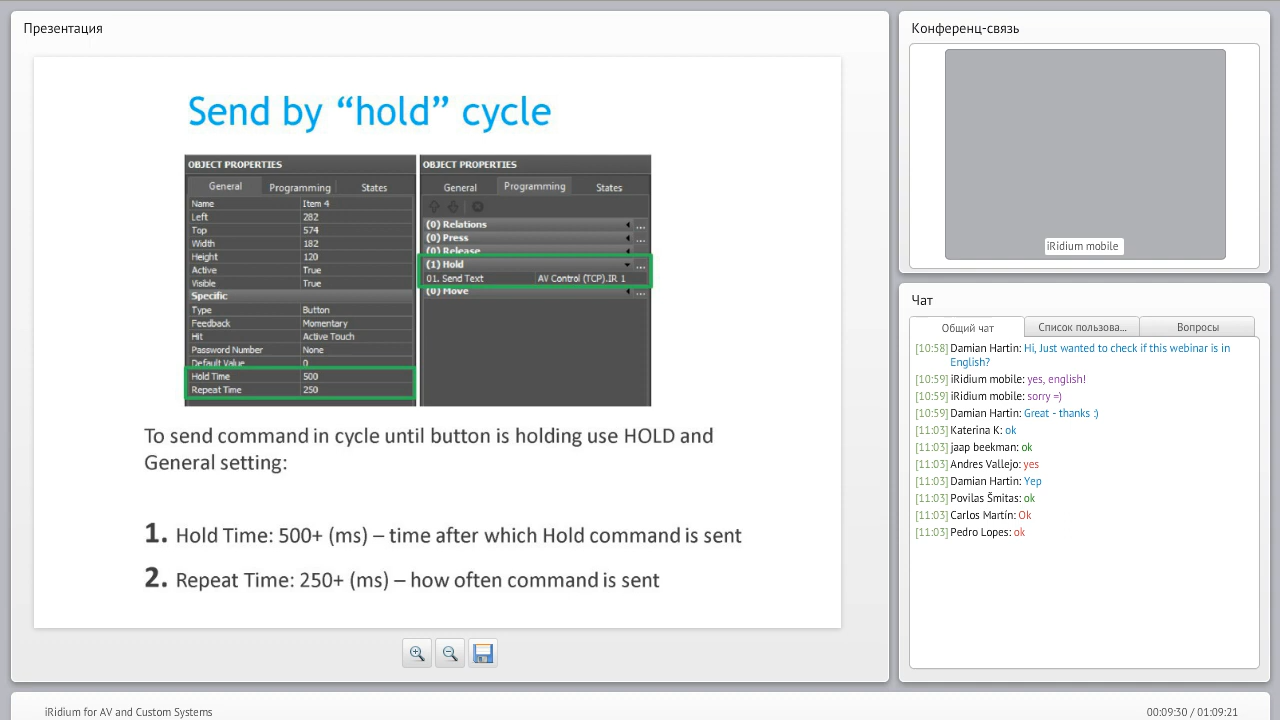 Презентация
Send by “hold” cycle
OBJECT PROPERTIES
General Programming States
Name Item 4
Left 282
Top 574
Width 182
Height 120
Active True
Visible True
Specific
Type Button
Feedback Momentary
Hit Active Touch
Password Number None
Default Value 0
Hold Time 500
Repeat Time 250
OBJECT PROPERTIES
General Programming States
(0) Relations ...
(0) Press ...
(0) Release
(1) Hold ...
01. Send Text AV Control (TCP).IR 1
(0) Move ...
To send command in cycle until button is holding use HOLD and
General setting:
1. Hold Time: 500+ (ms) – time after which Hold command is sent
2. Repeat Time: 250+ (ms) – how often command is sent
Конференц-связь
iRidium mobile
Чат
Общий чат Список пользова... Вопросы
[10:58] Damian Hartin: Hi, Just wanted to check if this webinar is in
English?
[10:59] iRidium mobile: yes, english!
[10:59] iRidium mobile: sorry =)
[10:59] Damian Hartin: Great - thanks :)
[11:03] Katerina K: ok
[11:03] jaap beekman: ok
[11:03] Andres Vallejo: yes
[11:03] Damian Hartin: Yep
[11:03] Povilas Šmitas: ok
[11:03] Carlos Martín: Ok
[11:03] Pedro Lopes: ok
iRidium for AV and Custom Systems
00:09:30 / 01:09:21